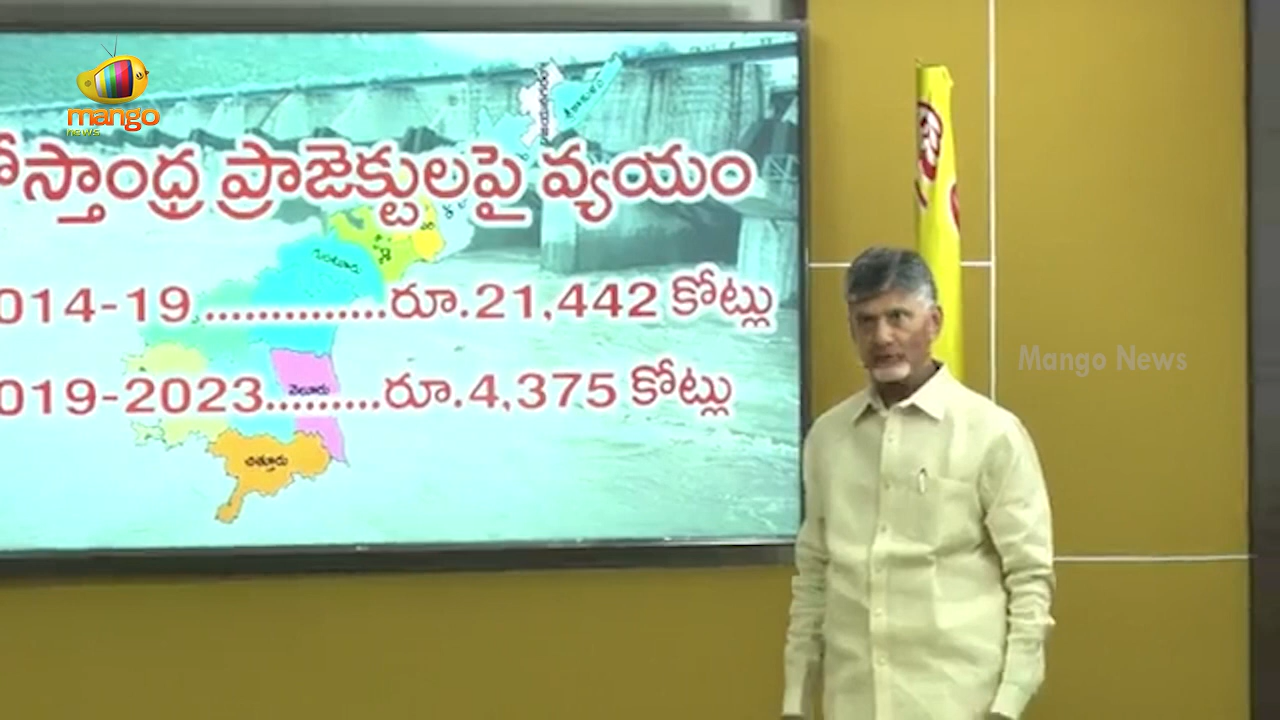 mango
news
కోస్తాంధ్ర ప్రాజెక్టులపై వ్యయం
గుంటూరు
014-19..............రూ.21,442 కోట్లు
019-2023.........రూ.4,375 కోట్లు
నెల్లూరు
చిత్తూరు
Mango News